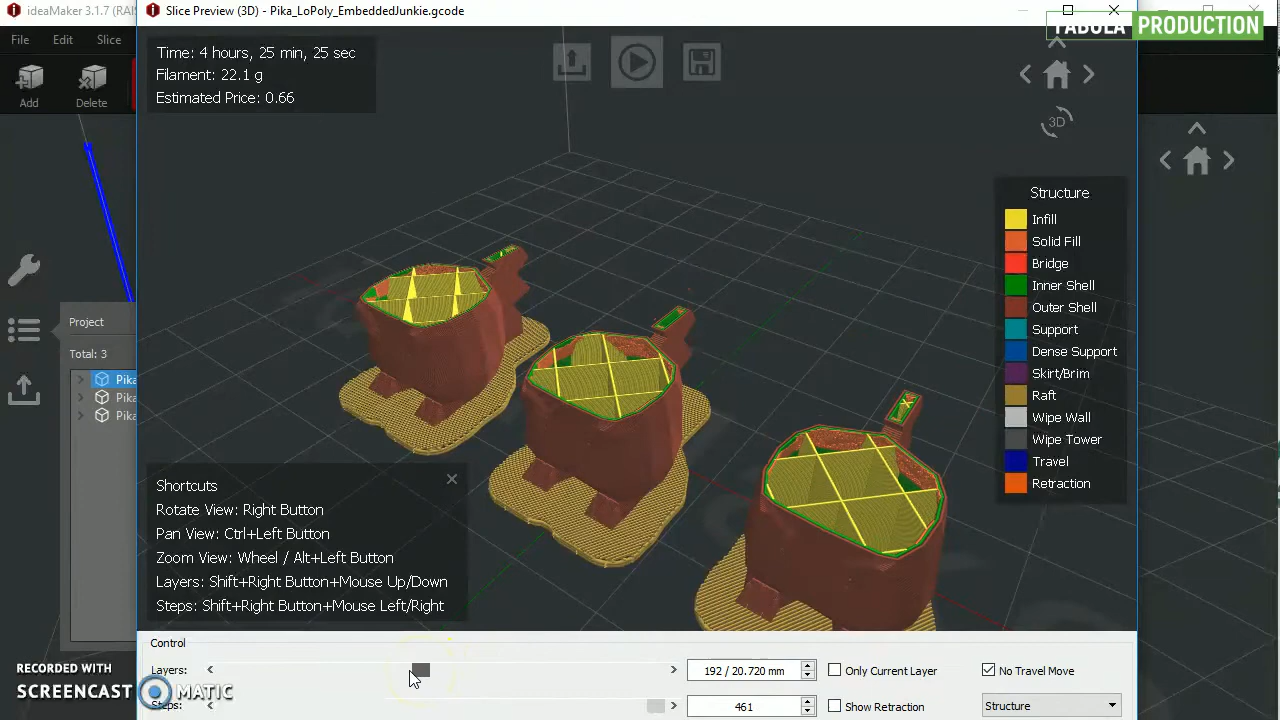 ideaMaker 3.1.7 (RAIS
Slice Preview (3D) - Pika_LoPoly_EmbeddedJunkie.gcode
TABULA PRODUCTION
File Edit Slice
Add Delete
Time: 4 hours, 25 min, 25 sec
Filament: 22.1 g
Estimated Price: 0.66
3D
Structure
Infill
Solid Fill
Bridge
Inner Shell
Outer Shell
Support
Dense Support
Skirt/Brim
Raft
Wipe Wall
Wipe Tower
Travel
Retraction
Project
Total: 3
Pika
Pika
Pika
Shortcuts
Rotate View: Right Button
Pan View: Ctrl+Left Button
Zoom View: Wheel / Alt+Left Button
Layers: Shift+Right Button+Mouse Up/Down
Steps: Shift+Right Button+Mouse Left/Right
Control
Layers: 192 / 20.720 mm Only Current Layer No Travel Move
Steps: 461 Show Retraction Structure
RECORDED WITH
SCREENCAST MATIC